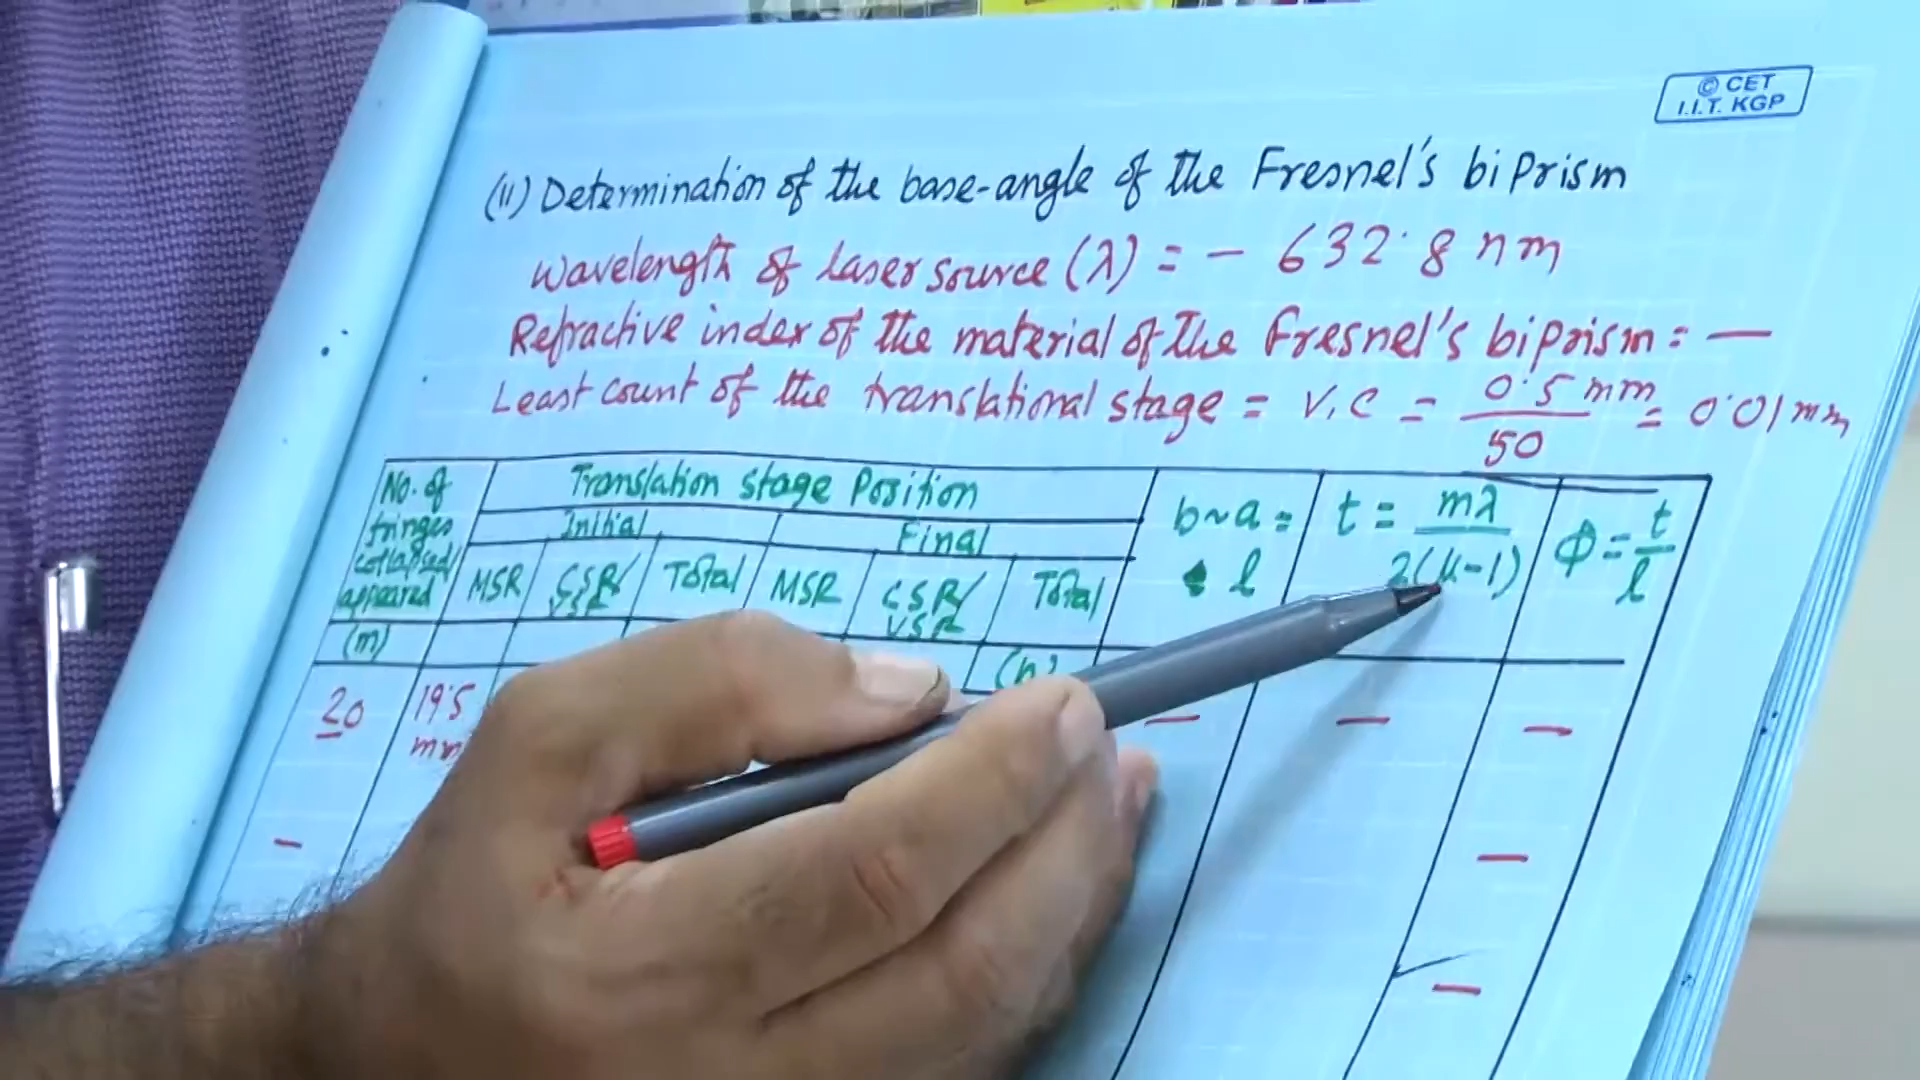 © CET
I.I.T. KGP
(ii) Determination of the base-angle of the Fresnel's biprism
Wavelength of laser source (λ) = - 632.8 nm
Refractive index of the material of the Fresnel's biprism = —
Least count of the translational stage = V.C = 0.5 mm / 50 = 0.01 mm
No. of fringes collapsed/ appeared (m)
Translation Stage Position
Initial
Final
MSR
CSR/ VSR
Total
MSR
CSR/ VSR
Total
b~a = l
t = mλ / 2(μ-1)
Φ = t / l
20
19.5 mm
— — —
—
—
—